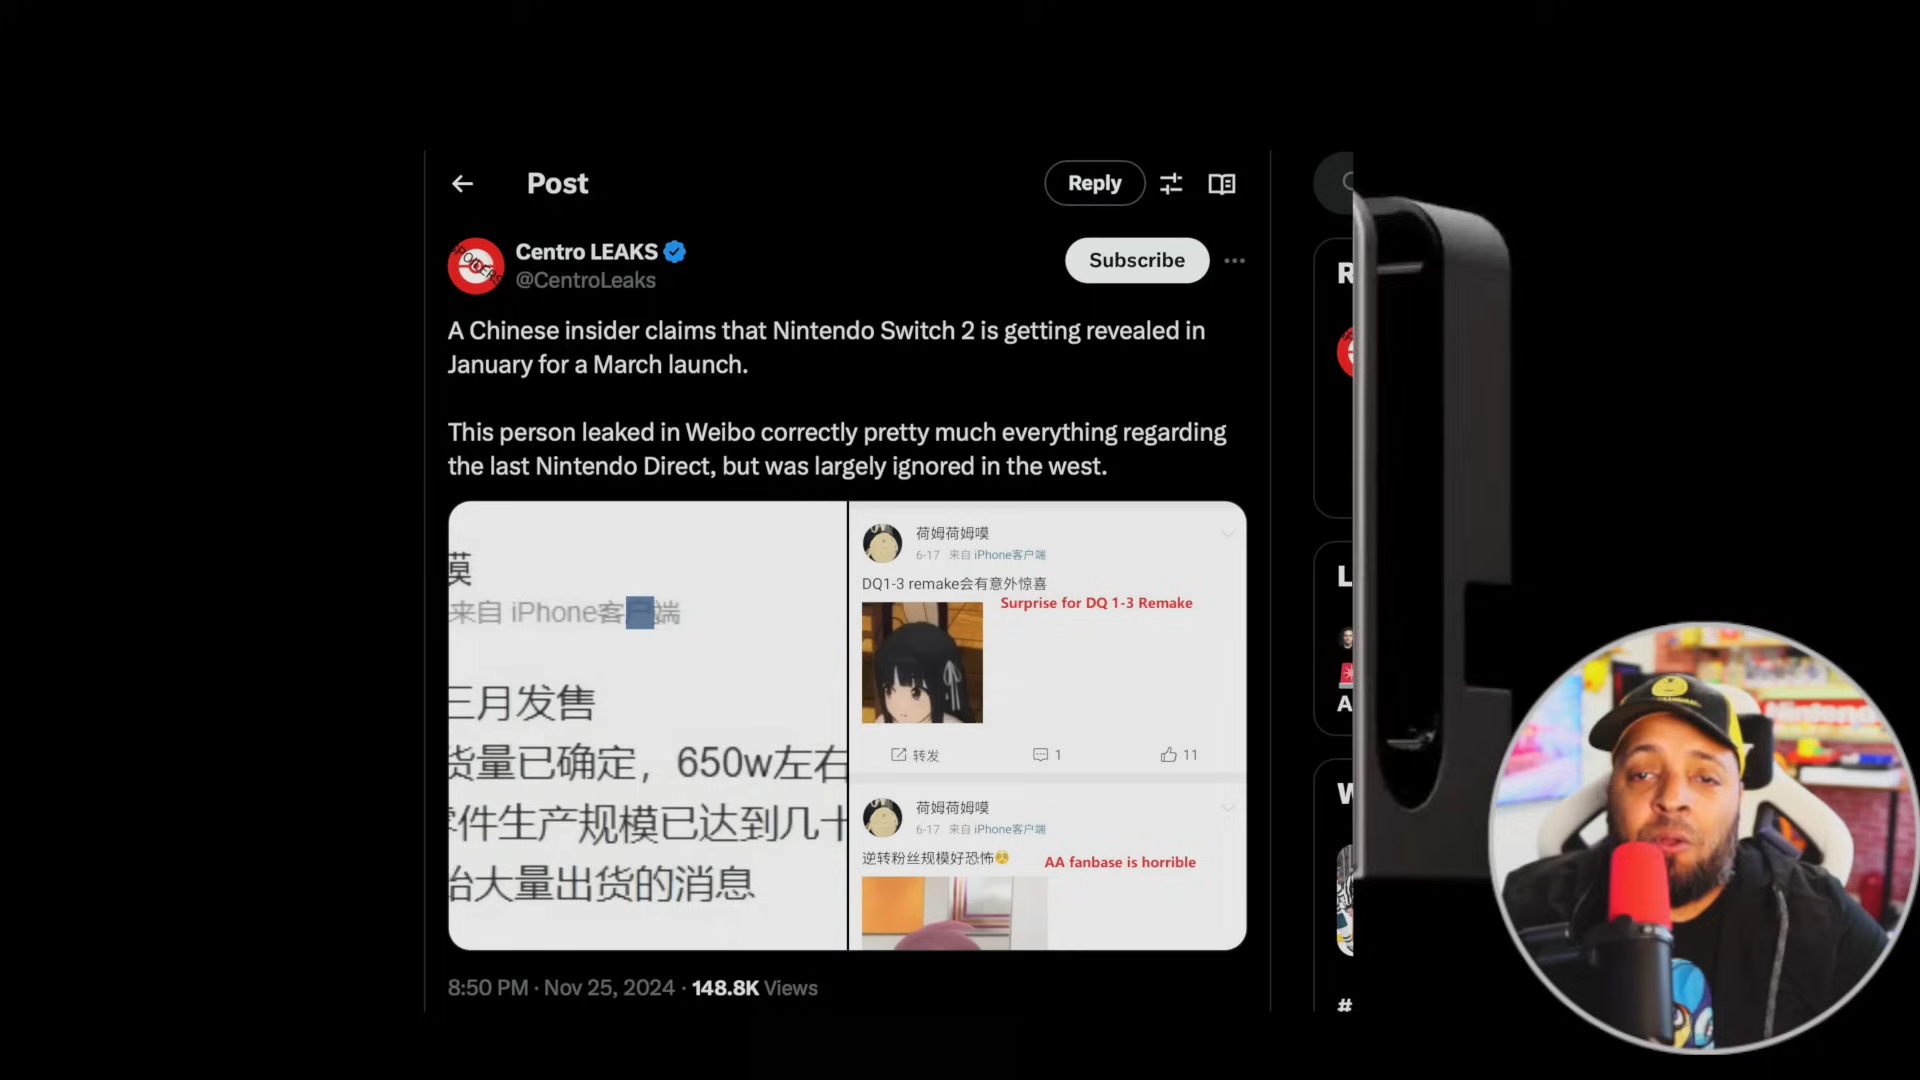 Post
Reply
Centro LEAKS
@CentroLeaks
Subscribe
A Chinese insider claims that Nintendo Switch 2 is getting revealed in
January for a March launch.
This person leaked in Weibo correctly pretty much everything regarding
the last Nintendo Direct, but was largely ignored in the west.
莫
来自 iPhone客户端
三月发售
货量已确定，650w左右
件生产规模已达到几十
台大量出货的消息
荷姆荷姆嗼
6-17 来自 iPhone客户端
DQ1-3 remake会有意外惊喜
Surprise for DQ 1-3 Remake
转发
1
11
荷姆荷姆嗼
6-17 来自 iPhone客户端
逆转粉丝规模好恐怖
AA fanbase is horrible
8:50 PM · Nov 25, 2024 · 148.8K Views
R
L
A
W
#
Nintendo